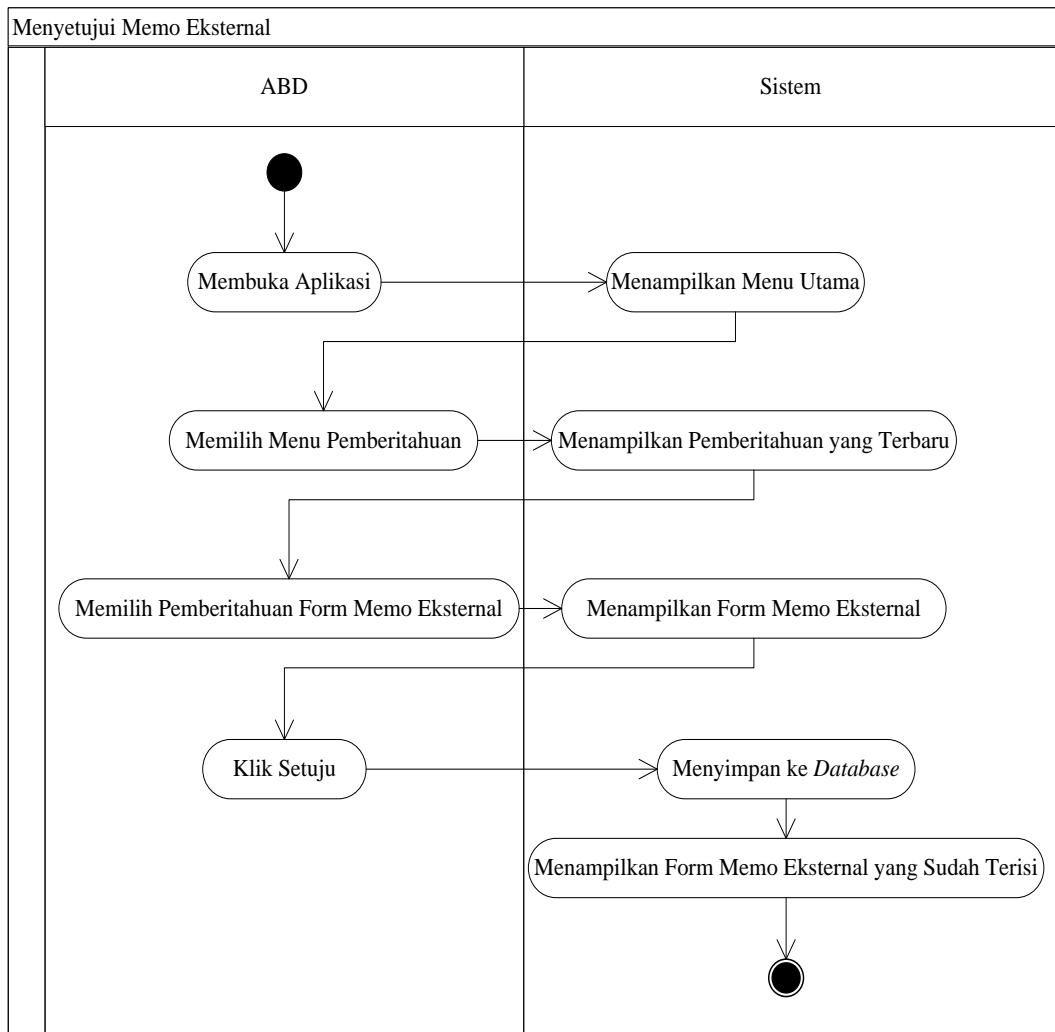 Menyetujui Memo Eksternal
ABD
Sistem
Membuka Aplikasi
Menampilkan Menu Utama
Memilih Menu Pemberitahuan
Menampilkan Pemberitahuan yang Terbaru
Memilih Pemberitahuan Form Memo Eksternal
Menampilkan Form Memo Eksternal
Klik Setuju
Menyimpan ke Database
Menampilkan Form Memo Eksternal yang Sudah Terisi